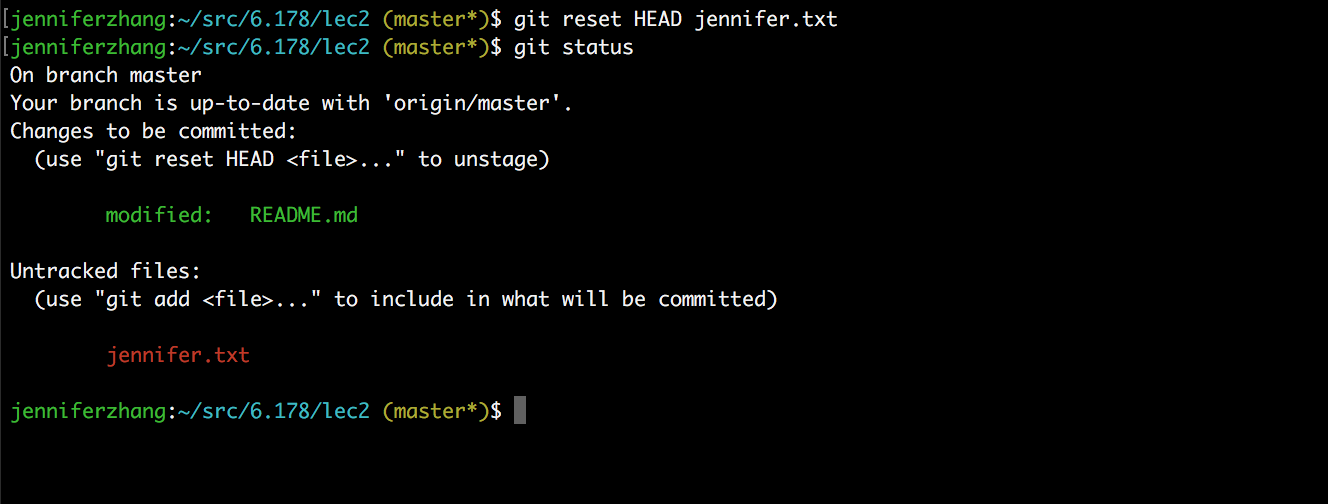 [jenniferzhang:~/src/6.178/lec2 (master*)$ git reset HEAD jennifer.txt
[jenniferzhang:~/src/6.178/lec2 (master*)$ git status
On branch master
Your branch is up-to-date with 'origin/master'.
Changes to be committed:
  (use "git reset HEAD <file>..." to unstage)

        modified:   README.md

Untracked files:
  (use "git add <file>..." to include in what will be committed)

        jennifer.txt

jenniferzhang:~/src/6.178/lec2 (master*)$